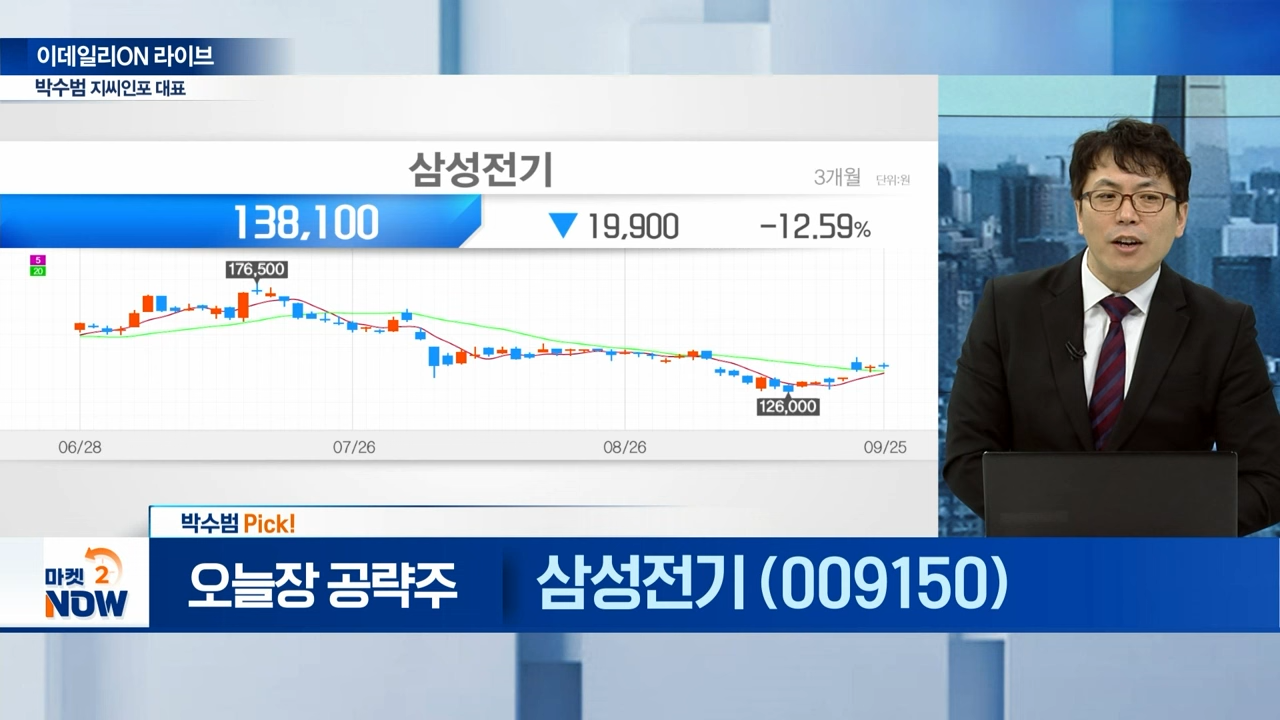 이데일리ON 라이브
박수범 지씨인포 대표
삼성전기
3개월 단위:원
138,100 ▼ 19,900 -12.59%
5
20
176,500
126,000
06/28 07/26 08/26 09/25
박수범 Pick!
마켓 2
NOW
오늘장 공략주 삼성전기 (009150)